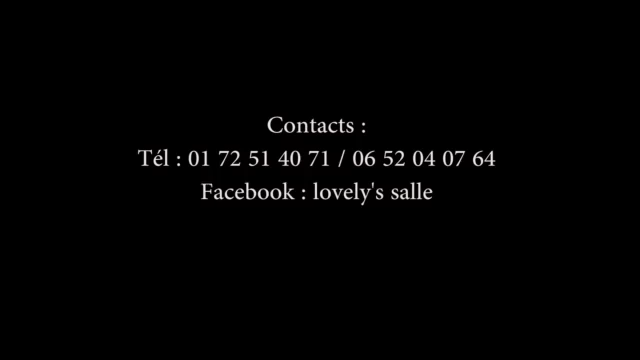 Contacts :
Tél : 01 72 51 40 71 / 06 52 04 07 64
Facebook : lovely's salle